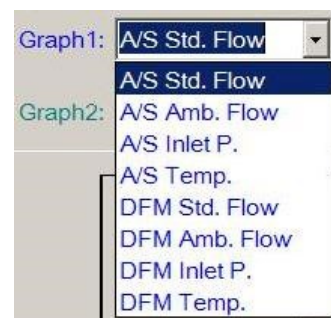 Graph1: A/S Std. Flow
A/S Std. Flow
Graph2: A/S Amb. Flow
A/S Inlet P.
A/S Temp.
DFM Std. Flow
DFM Amb. Flow
DFM Inlet P.
DFM Temp.